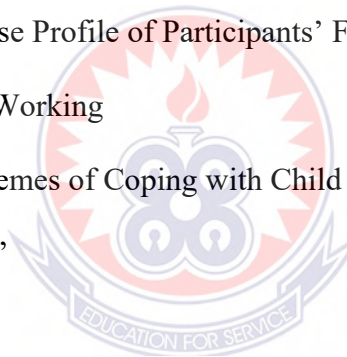 se Profile of Participants’ F
Working
emes of Coping with Child
,,
EDUCATION FOR SERVICE